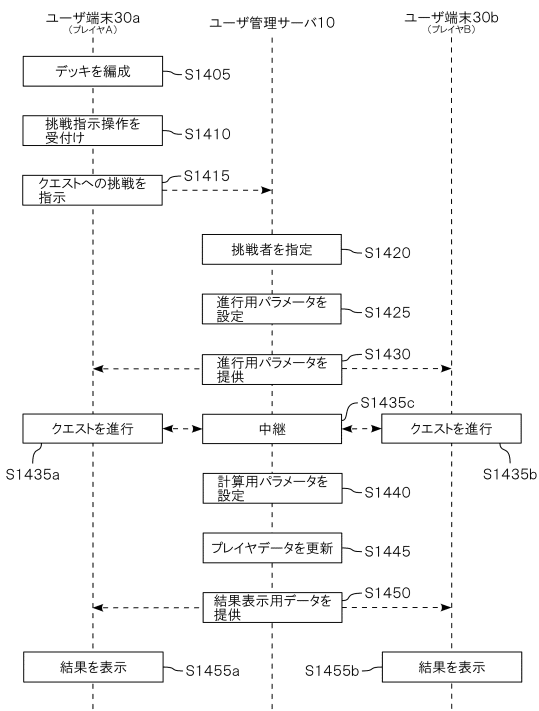 ユーザ端末30a
(プレイヤA)
ユーザ管理サーバ10
ユーザ端末30b
(プレイヤB)
デッキを編成
S1405
挑戦指示操作を
受付け
S1410
クエストへの挑戦を
指示
S1415
挑戦者を指定
S1420
進行用パラメータを
設定
S1425
進行用パラメータを
提供
S1430
クエストを進行
S1435a
中継
S1435c
クエストを進行
S1435b
計算用パラメータを
設定
S1440
プレイヤデータを更新
S1445
結果表示用データを
提供
S1450
結果を表示
S1455a
S1455b
結果を表示